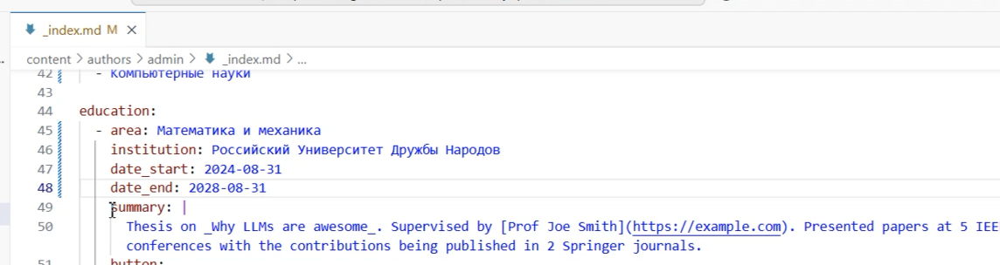 _index.md M ×
content > authors > admin > _index.md > ...
42 - Компьютерные науки
43
44 education:
45 - area: Математика и механика
46 institution: Российский Университет Дружбы Народов
47 date_start: 2024-08-31
48 date_end: 2028-08-31
49 summary: |
50 Thesis on _Why LLMs are awesome_. Supervised by [Prof Joe Smith](https://example.com). Presented papers at 5 IEE
conferences with the contributions being published in 2 Springer journals.
51 button: